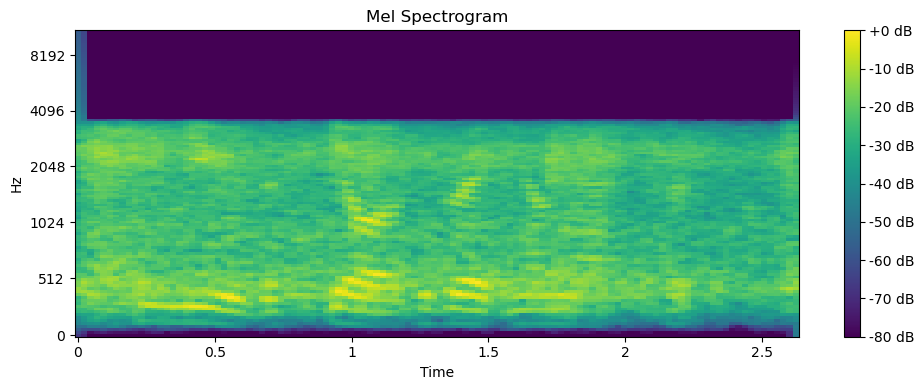 Mel Spectrogram
Hz
8192
4096
2048
1024
512
0
0
0.5
1
1.5
2
2.5
Time
+0 dB
-10 dB
-20 dB
-30 dB
-40 dB
-50 dB
-60 dB
-70 dB
-80 dB